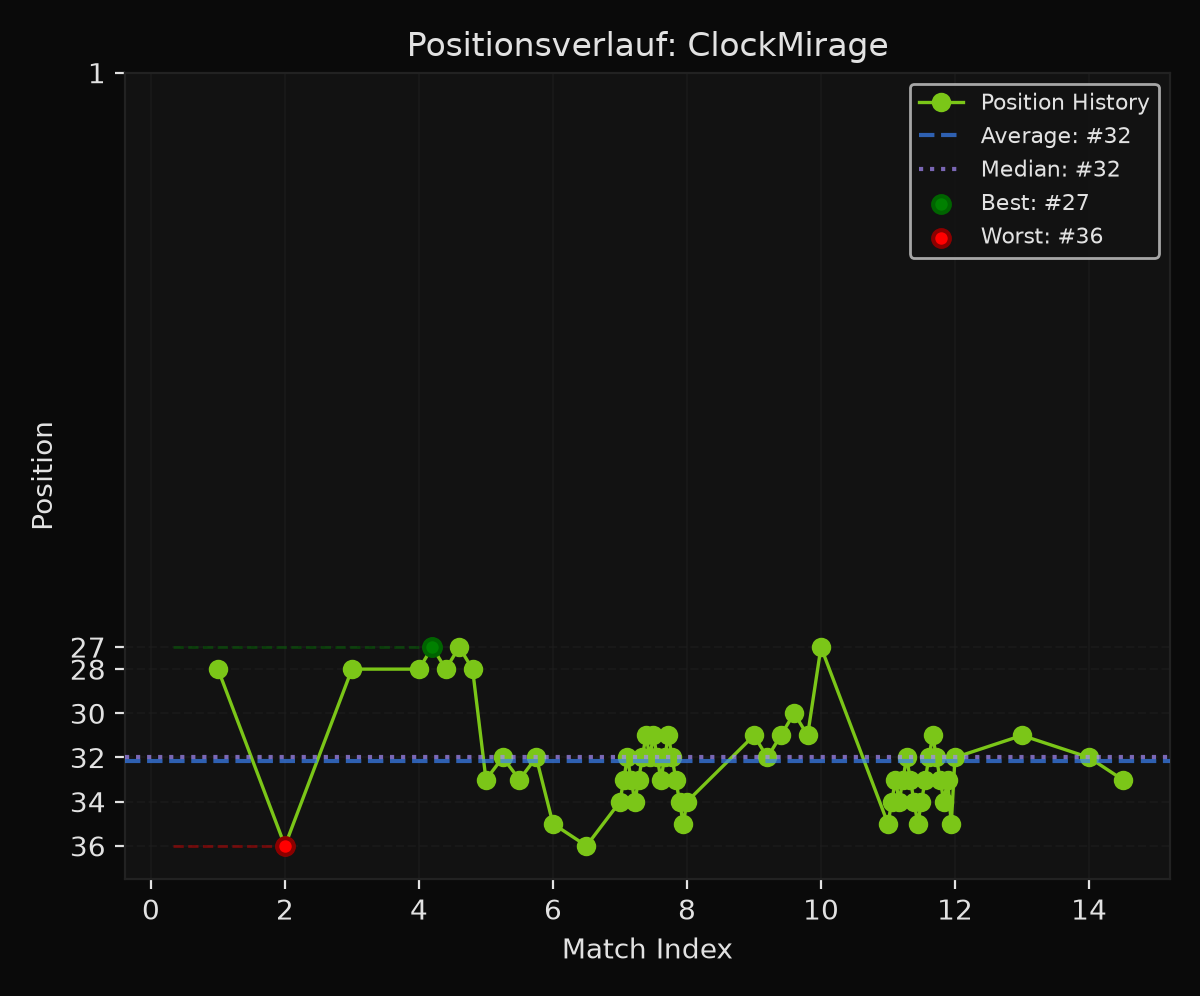 Positionsverlauf: ClockMirage
Position History
Average: #32
Median: #32
Best: #27
Worst: #36
Position
1
27
28
30
32
34
36
0 2 4 6 8 10 12 14
Match Index